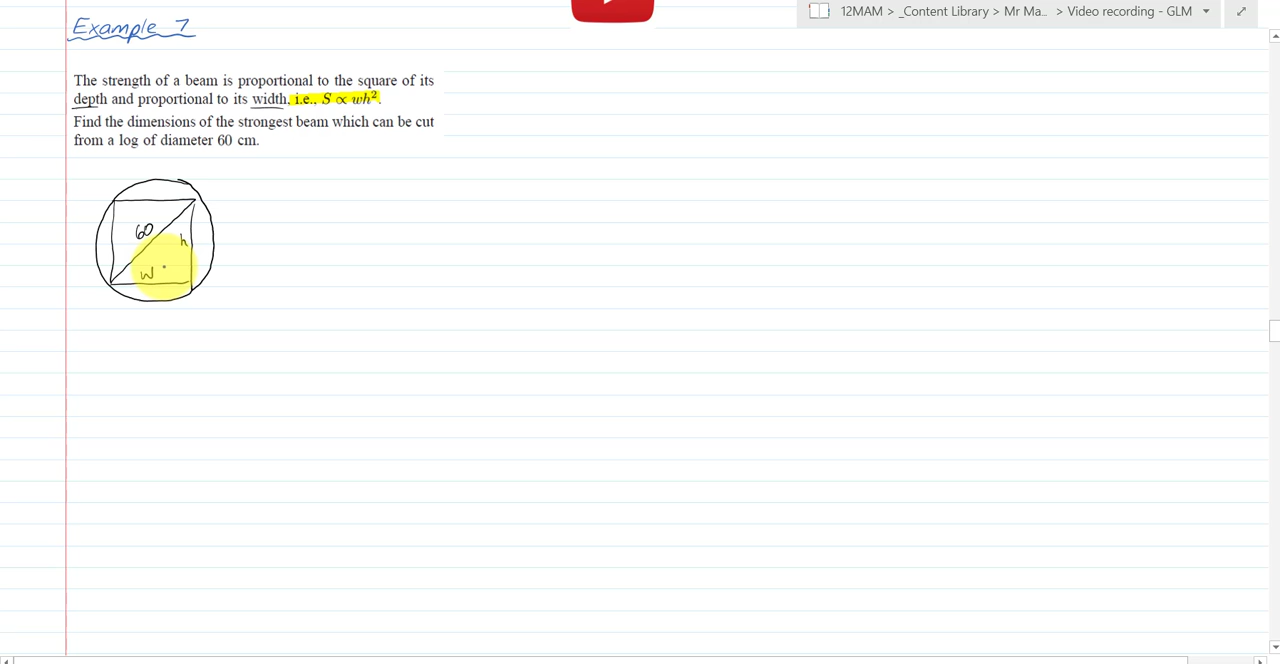 Example 7
12MAM > _Content Library > Mr Ma... > Video recording - GLM
The strength of a beam is proportional to the square of its
depth and proportional to its width, i.e., S ∝ wh².
Find the dimensions of the strongest beam which can be cut
from a log of diameter 60 cm.
60
h
W